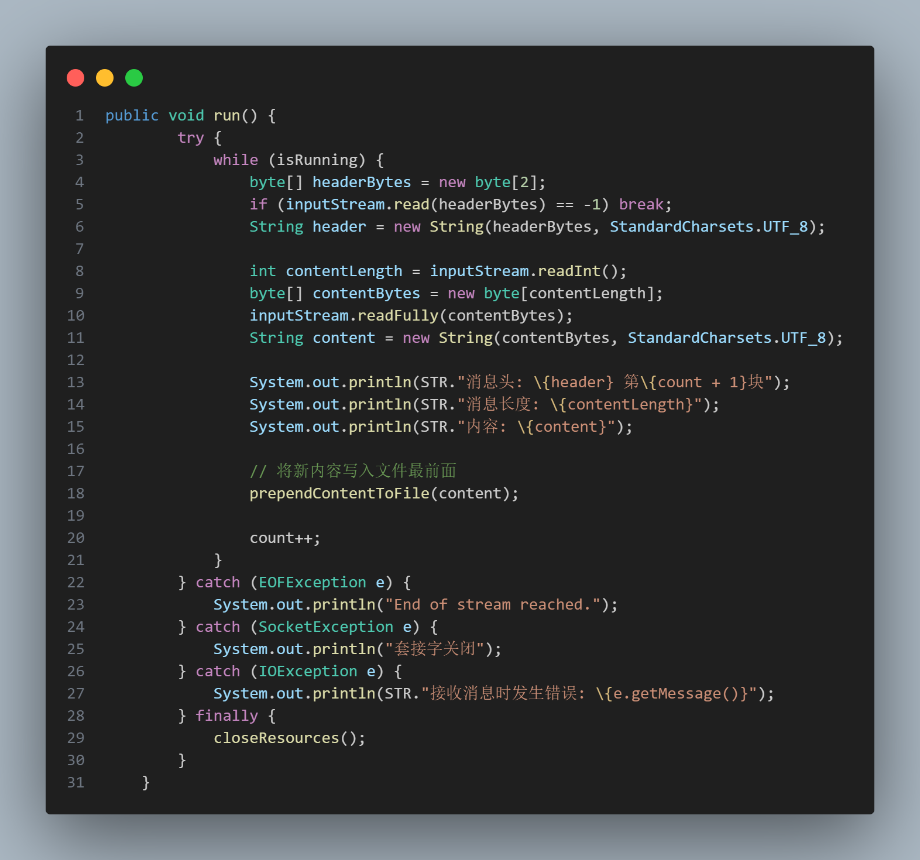 1 public void run() {
2 try {
3 while (isRunning) {
4 byte[] headerBytes = new byte[2];
5 if (inputStream.read(headerBytes) == -1) break;
6 String header = new String(headerBytes, StandardCharsets.UTF_8);
7
8 int contentLength = inputStream.readInt();
9 byte[] contentBytes = new byte[contentLength];
10 inputStream.readFully(contentBytes);
11 String content = new String(contentBytes, StandardCharsets.UTF_8);
12
13 System.out.println(STR."消息头: \{header} 第\{count + 1}块");
14 System.out.println(STR."消息长度: \{contentLength}");
15 System.out.println(STR."内容: \{content}");
16
17 // 将新内容写入文件最前面
18 prependContentToFile(content);
19
20 count++;
21 }
22 } catch (EOFException e) {
23 System.out.println("End of stream reached.");
24 } catch (SocketException e) {
25 System.out.println("套接字关闭");
26 } catch (IOException e) {
27 System.out.println(STR."接收消息时发生错误: \{e.getMessage()}");
28 } finally {
29 closeResources();
30 }
31 }